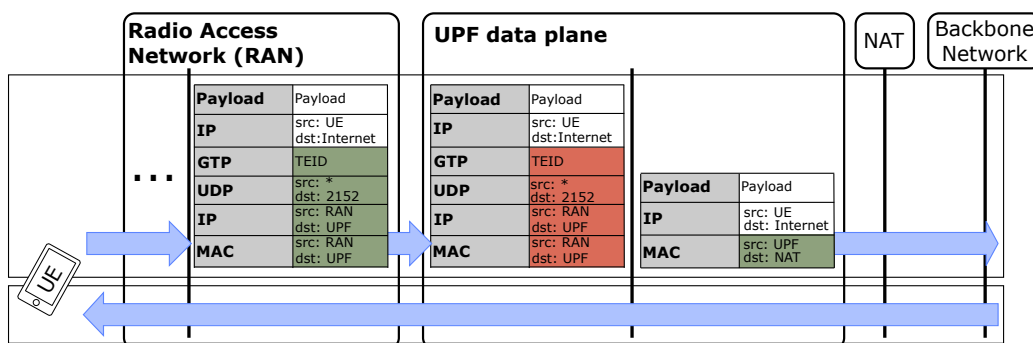 Radio Access
Network (RAN)
UPF data plane
NAT
Backbone
Network
Payload Payload
IP src: UE
dst:Internet
GTP TEID
UDP src: *
dst: 2152
IP src: RAN
dst: UPF
MAC src: RAN
dst: UPF
Payload Payload
IP src: UE
dst:Internet
GTP TEID
UDP src: *
dst: 2152
IP src: RAN
dst: UPF
MAC src: RAN
dst: UPF
Payload Payload
IP src: UE
dst: Internet
MAC src: UPF
dst: NAT
...
UE